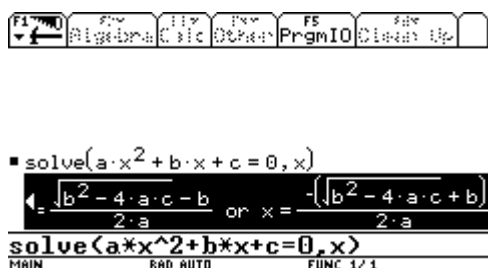 F1 F5
Algebra Calc Other PrgmIO Clean Up
▪ solve(a·x² + b·x + c = 0, x)
◀= √(b² − 4·a·c) − b / 2·a or x = −(√(b² − 4·a·c) + b) / 2·a
solve(a*x^2+b*x+c=0,x)
MAIN RAD AUTO FUNC 1/1